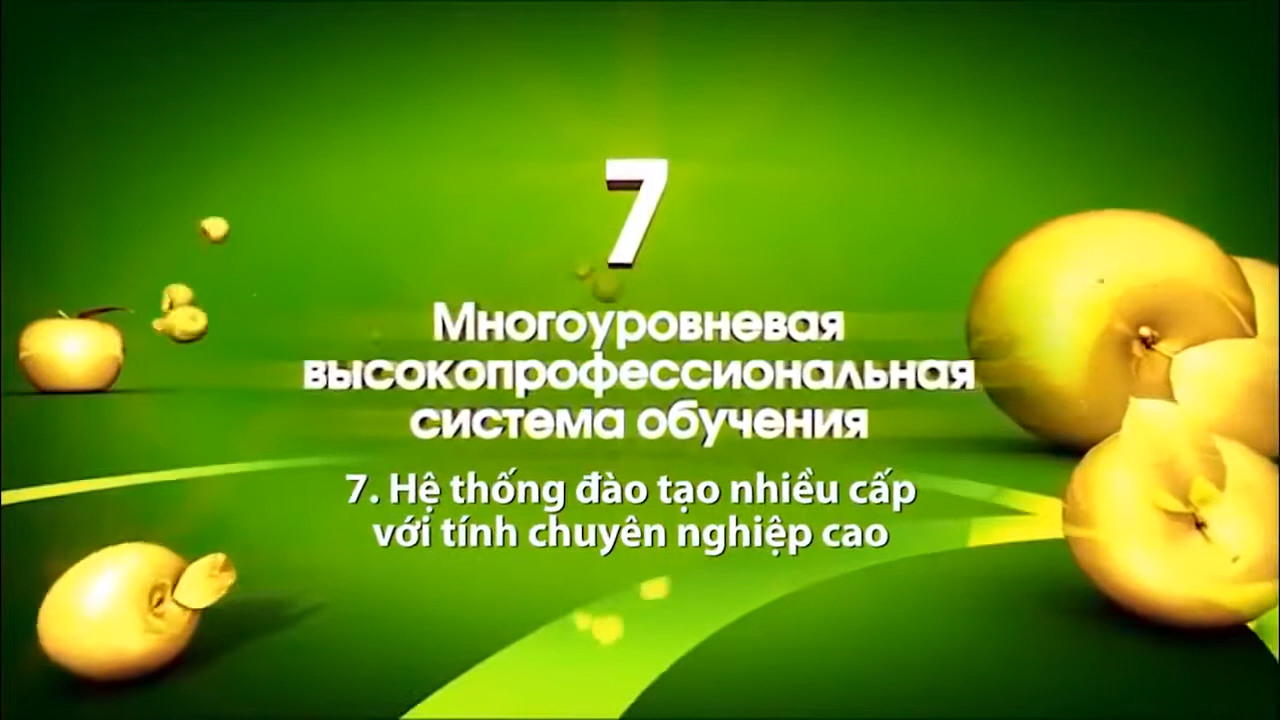 7
Многоуровневая
высокопрофессиональная
система обучения
7. Hệ thống đào tạo nhiều cấp
với tính chuyên nghiệp cao